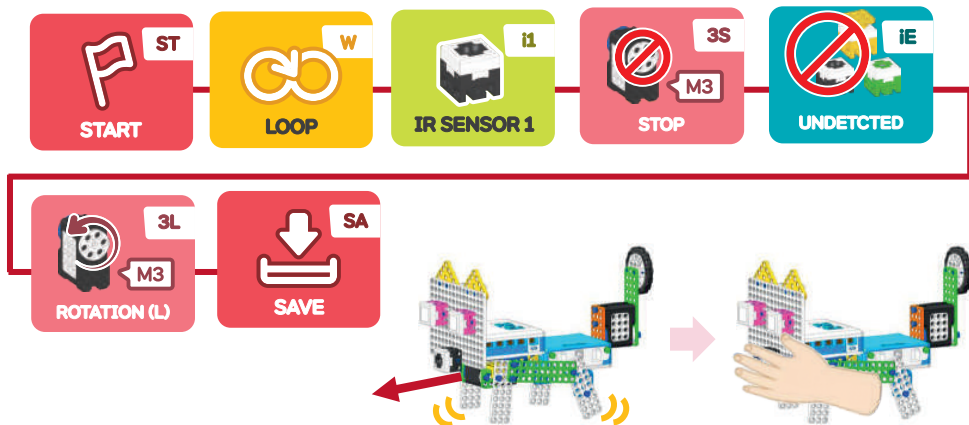 ST
START
W
LOOP
i1
IR SENSOR 1
3S
M3
STOP
iE
UNDETCTED
3L
M3
ROTATION (L)
SA
SAVE